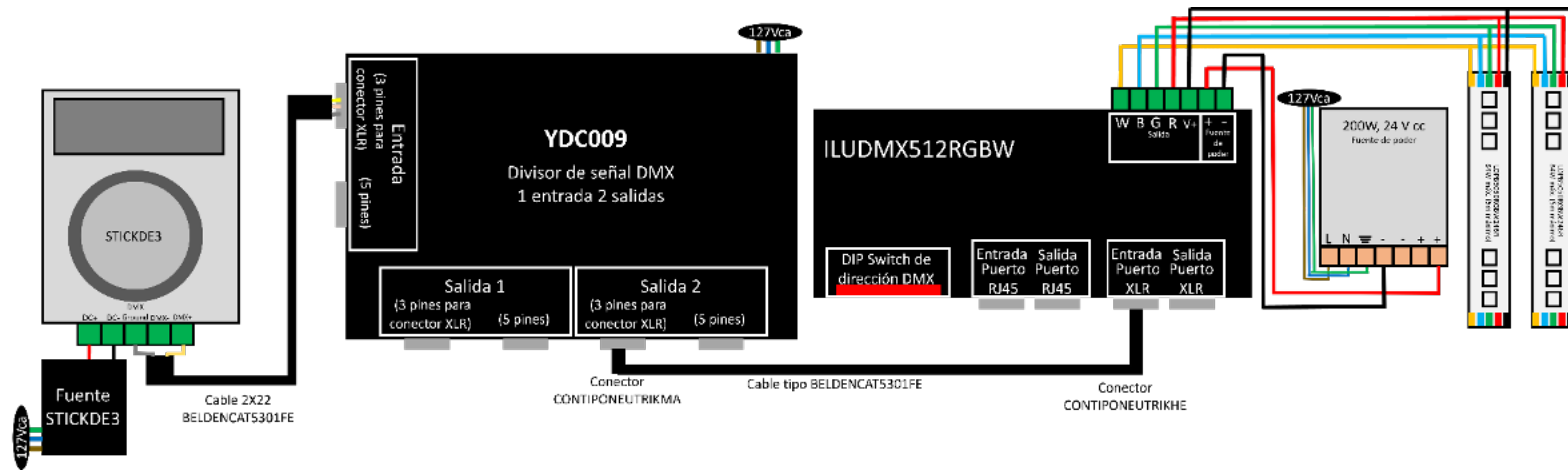 STICKDE3
DMX
DC+ DC- Ground DMX- DMX+
Fuente
STICKDE3
127Vca
Cable 2X22
BELDENCAT5301FE
Entrada
(3 pines para
conector XLR)
(5 pines)
127Vca
YDC009
Divisor de señal DMX
1 entrada 2 salidas
Salida 1
(3 pines para
conector XLR)
(5 pines)
Salida 2
(3 pines para
conector XLR)
(5 pines)
Conector
CONTIPONEUTRIKMA
Cable tipo BELDENCAT5301FE
Conector
CONTIPONEUTRIKHE
ILUDMX512RGBW
W B G R V+ + -
Salida
Fuente
de
poder
DIP Switch de
dirección DMX
Entrada
Puerto
RJ45
Salida
Puerto
RJ45
Entrada
Puerto
XLR
Salida
Puerto
XLR
127Vca
200W, 24 V cc
Fuente de poder
L N - - + +